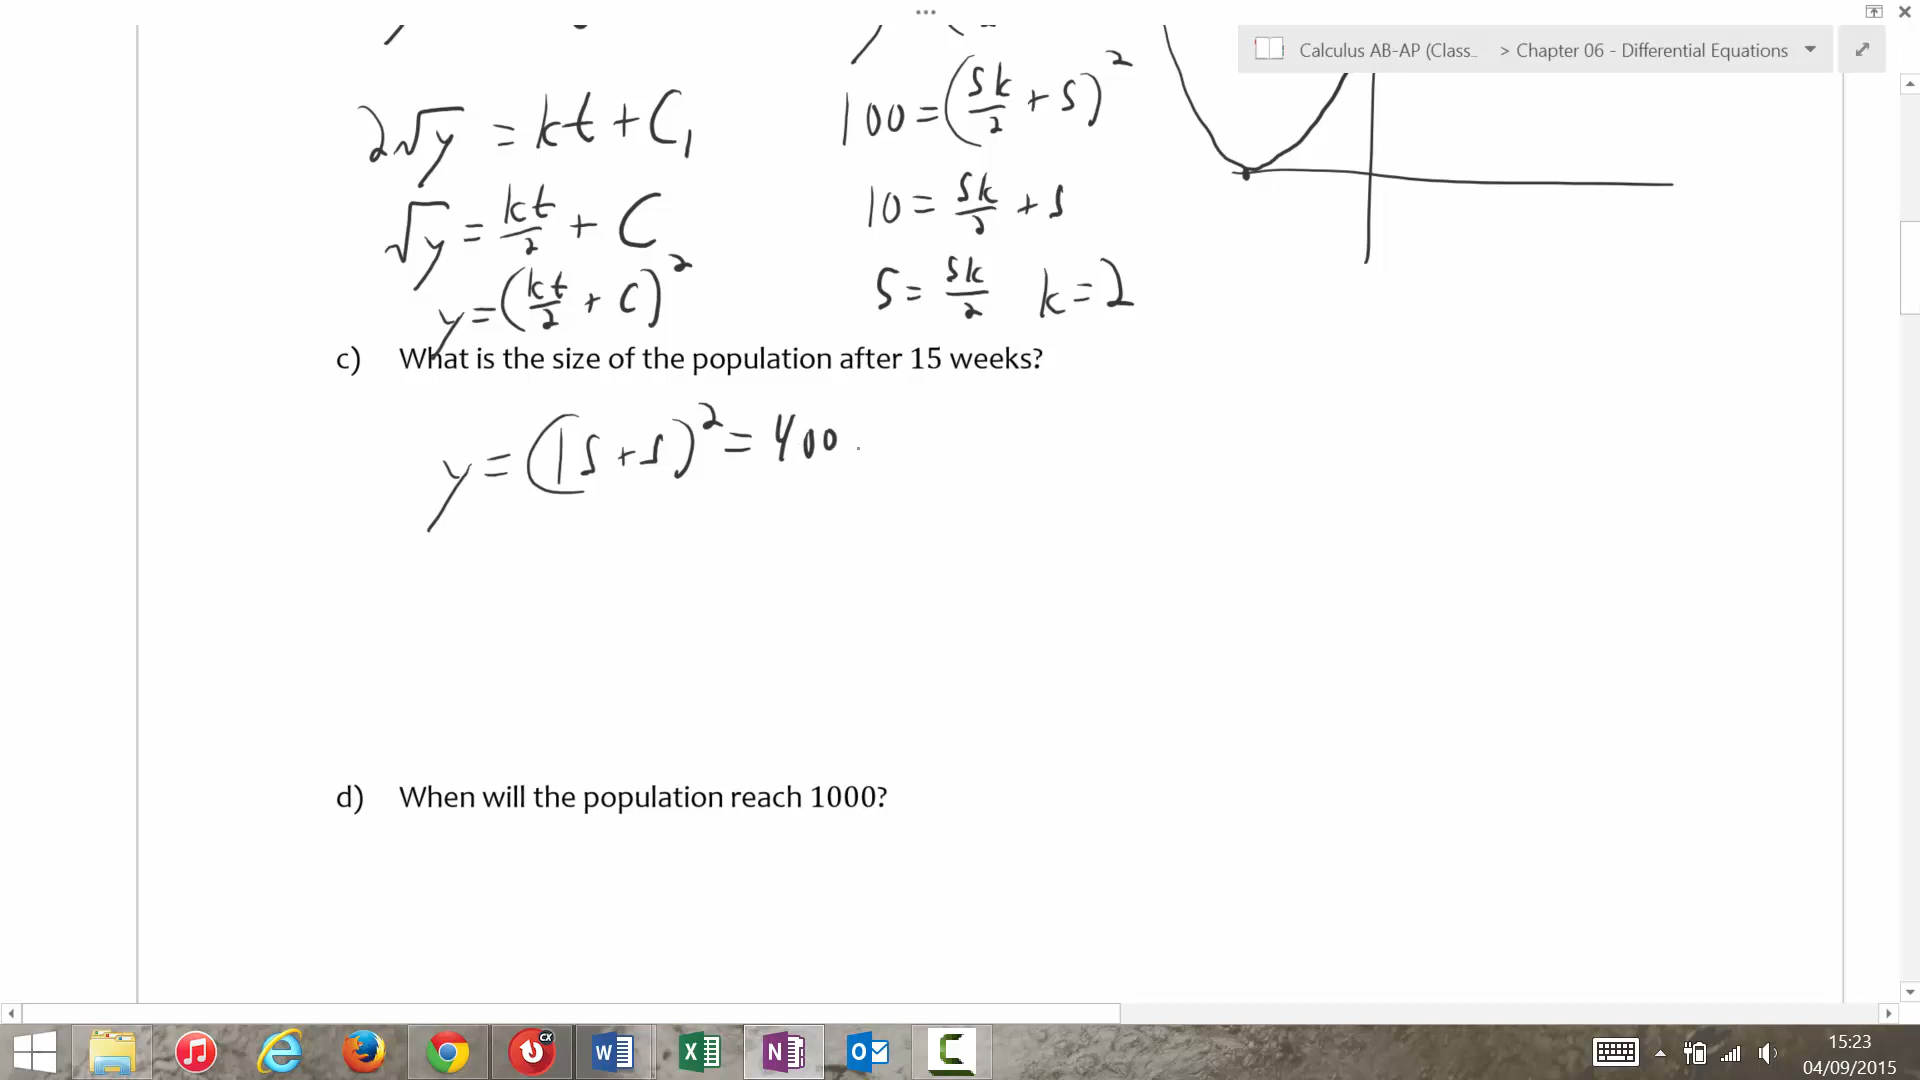 Calculus AB-AP (Class.. > Chapter 06 - Differential Equations
2√y = kt + C₁
√y = kt/2 + C
y = (kt/2 + C)²
100 = (5k/2 + 5)²
10 = 5k/2 + 5
5 = 5k/2 k = 2
c) What is the size of the population after 15 weeks?
y = (15 + 5)² = 400
d) When will the population reach 1000?
15:23
04/09/2015